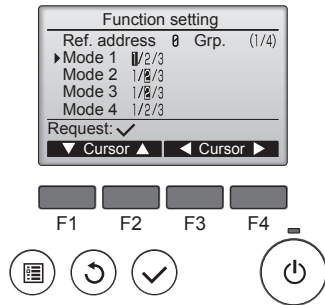 Function setting
Ref. address 0 Grp. (1/4)
Mode 1 1/2/3
Mode 2 1/2/3
Mode 3 1/2/3
Mode 4 1/2/3
Request: ✓
▼ Cursor ▲ ◀ Cursor ▶
F1 F2 F3 F4